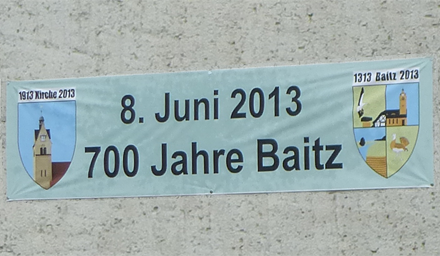 1913 Kirche 2013
8. Juni 2013
700 Jahre Baitz
1313 Baitz 2013